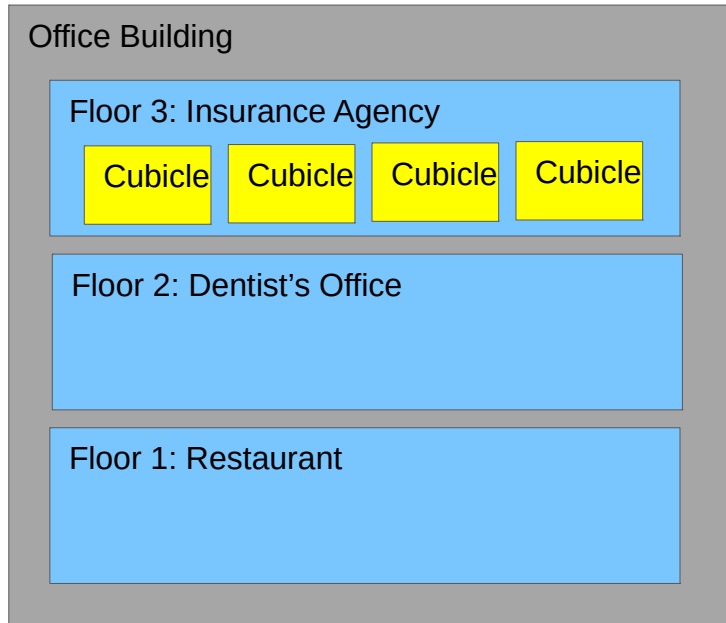 Office Building
Floor 3: Insurance Agency
Cubicle Cubicle Cubicle Cubicle
Floor 2: Dentist’s Office
Floor 1: Restaurant